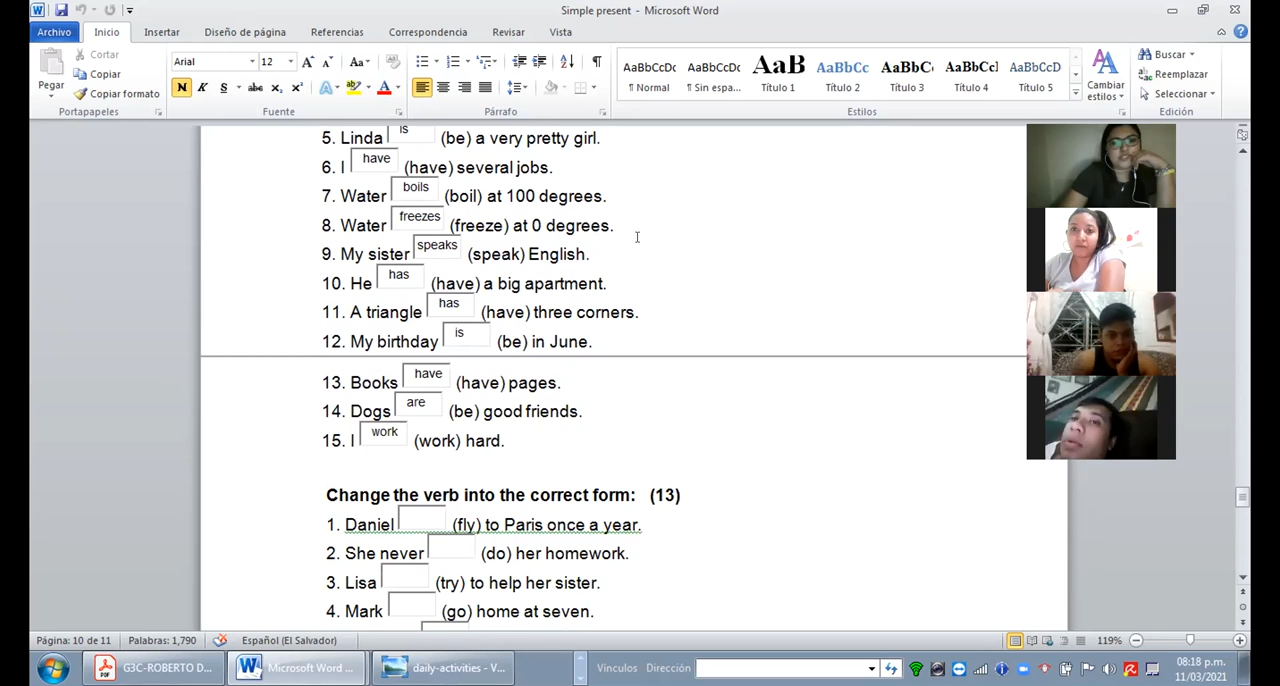 Simple present - Microsoft Word
Archivo Inicio Insertar Diseño de página Referencias Correspondencia Revisar Vista
Pegar
Cortar
Copiar
Copiar formato
Portapapeles
Arial 12
Fuente
Párrafo
AaBbCcDc AaBbCcDc AaB AaBbCc AaBbC AaBbCcI AaBbCcD
¶ Normal ¶ Sin espa... Título 1 Título 2 Título 3 Título 4 Título 5
Cambiar estilos
Estilos
Buscar
Reemplazar
Seleccionar
Edición
5. Linda is (be) a very pretty girl.
6. I have (have) several jobs.
7. Water boils (boil) at 100 degrees.
8. Water freezes (freeze) at 0 degrees.
9. My sister speaks (speak) English.
10. He has (have) a big apartment.
11. A triangle has (have) three corners.
12. My birthday is (be) in June.
13. Books have (have) pages.
14. Dogs are (be) good friends.
15. I work (work) hard.
Change the verb into the correct form: (13)
1. Daniel (fly) to Paris once a year.
2. She never (do) her homework.
3. Lisa (try) to help her sister.
4. Mark (go) home at seven.
Página: 10 de 11 Palabras: 1,790 Español (El Salvador) 119%
G3C-ROBERTO D... Microsoft Word ... daily-activities - V... Vínculos Dirección 08:18 p.m.
11/03/2021